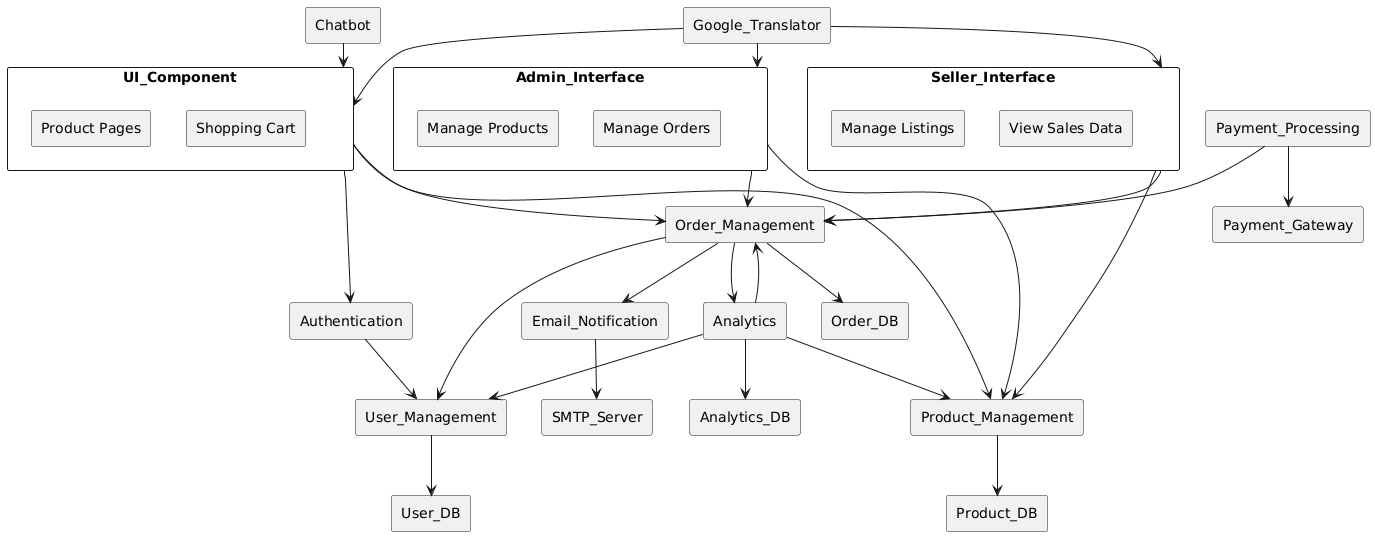 Chatbot
Google_Translator
UI_Component
Admin_Interface
Seller_Interface
Product Pages
Shopping Cart
Manage Products
Manage Orders
Manage Listings
View Sales Data
Payment_Processing
Order_Management
Payment_Gateway
Authentication
Email_Notification
Analytics
Order_DB
User_Management
SMTP_Server
Analytics_DB
Product_Management
User_DB
Product_DB